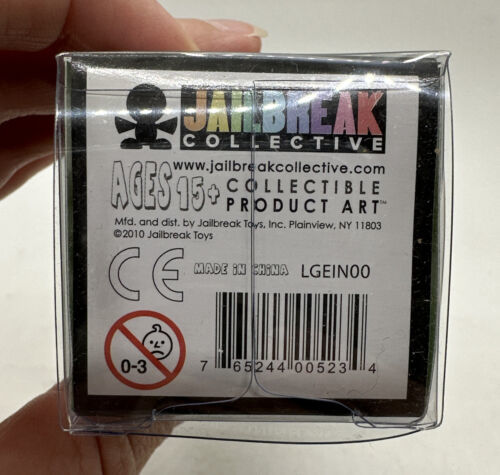 JAILBREAK
COLLECTIVE
www.jailbreakcollective.com
AGES 15+ COLLECTIBLE
PRODUCT ART™
Mfd. and dist. by Jailbreak Toys, Inc. Plainview, NY 11803
©2010 Jailbreak Toys
CE MADE IN CHINA LGEIN00
0-3
7 65244 00523 4